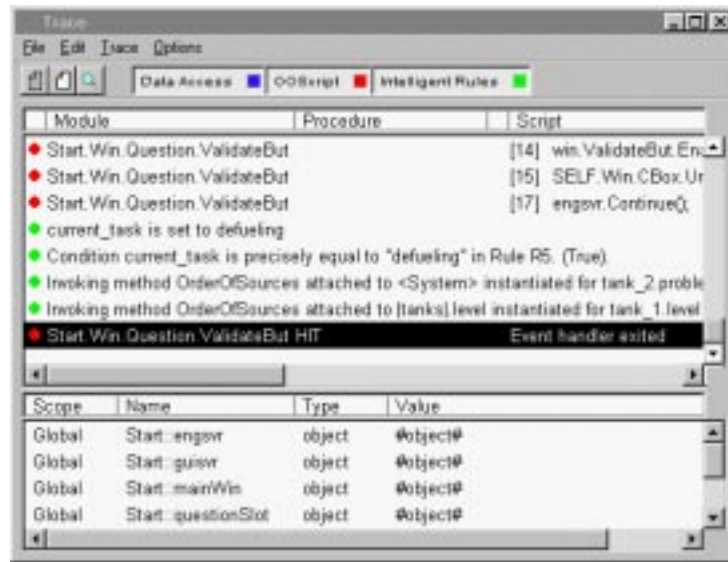 Trace
File Edit Trace Options
Data Access OOScript Intelligent Rules
Module Procedure Script
Start.Win.Question.ValidateBut [14] win.ValidateBut.Ena
Start.Win.Question.ValidateBut [15] SELF.Win.CBox.Ur
Start.Win.Question.ValidateBut [17] engsvr.Continue();
current_task is set to defueling
Condition current_task is precisely equal to "defueling" in Rule R5. (True).
Invoking method OrderOfSources attached to <System> instantiated for tank_2.proble
Invoking method OrderOfSources attached to |tanks|.level instantiated for tank_1.level
Start.Win.Question.ValidateBut HIT Event handler exited
Scope Name Type Value
Global Start::engsvr object #object#
Global Start::guisvr object #object#
Global Start::mainWin object #object#
Global Start::questionSlot object #object#